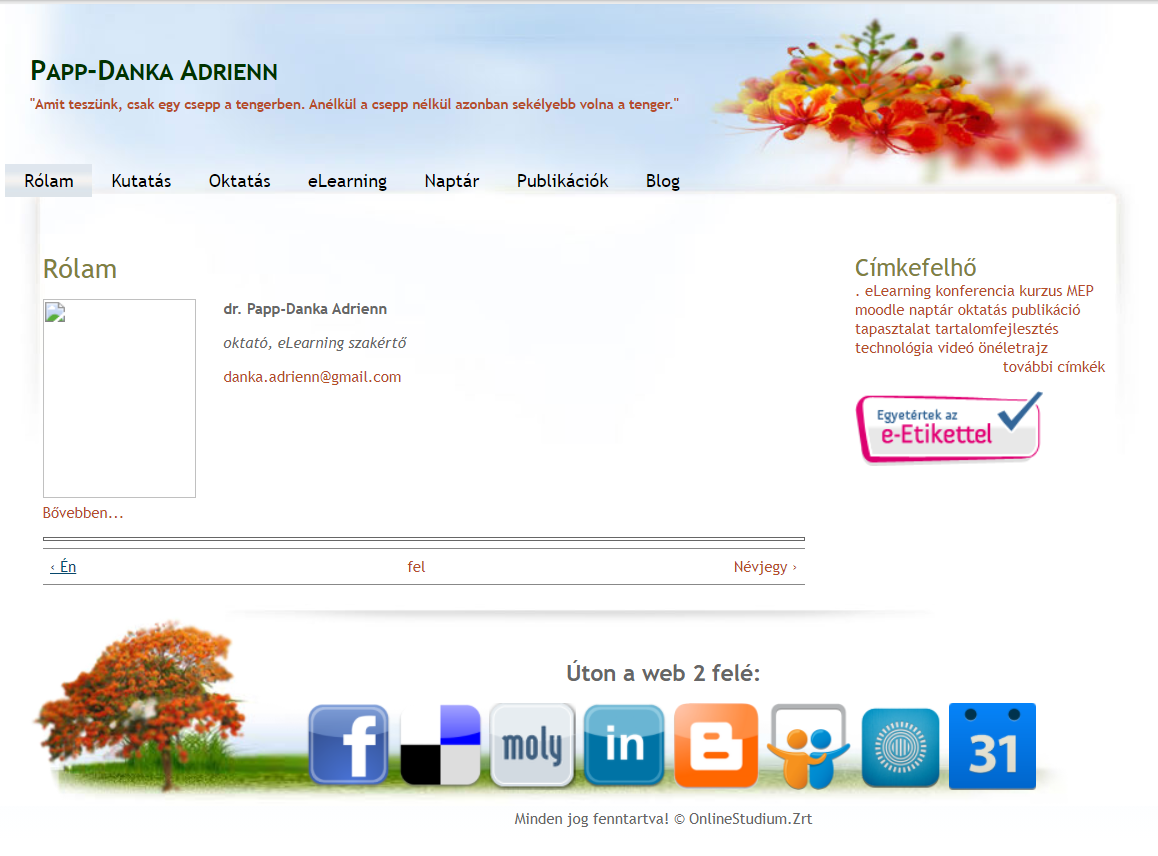 Papp-Danka Adrienn
"Amit teszünk, csak egy csepp a tengerben. Anélkül a csepp nélkül azonban sekélyebb volna a tenger."
Rólam Kutatás Oktatás eLearning Naptár Publikációk Blog
Rólam
dr. Papp-Danka Adrienn
oktató, eLearning szakértő
danka.adrienn@gmail.com
Bővebben...
‹ Én fel Névjegy ›
Címkefelhő
. eLearning konferencia kurzus MEP
moodle naptár oktatás publikáció
tapasztalat tartalomfejlesztés
technológia videó önéletrajz
további címkék
Egyetértek az
e-Etikettel
Úton a web 2 felé:
f moly in B 31
Minden jog fenntartva! © OnlineStudium.Zrt